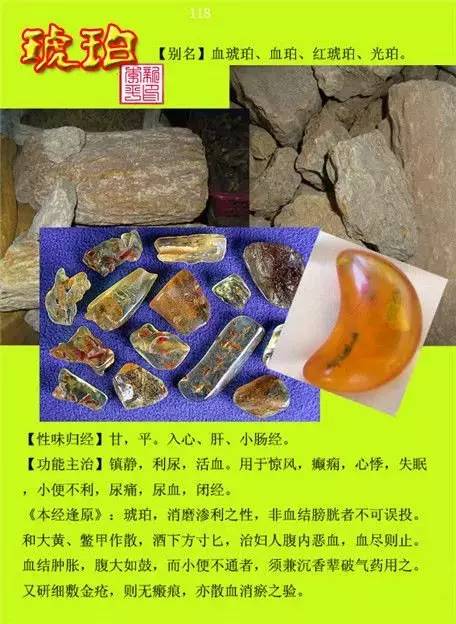 118
琥珀
【别名】血琥珀、血珀、红琥珀、光珀。
【性味归经】甘，平。入心、肝、小肠经。
【功能主治】镇静，利尿，活血。用于惊风，癫痫，心悸，失眠
，小便不利，尿痛，尿血，闭经。
《本经逢原》：琥珀，消磨渗利之性，非血结膀胱者不可误投。
和大黄、鳖甲作散，酒下方寸匕，治妇人腹内恶血，血尽则止。
血结肿胀，腹大如鼓，而小便不通者，须兼沉香辈破气药用之。
又研细敷金疮，则无瘢痕，亦散血消瘀之验。